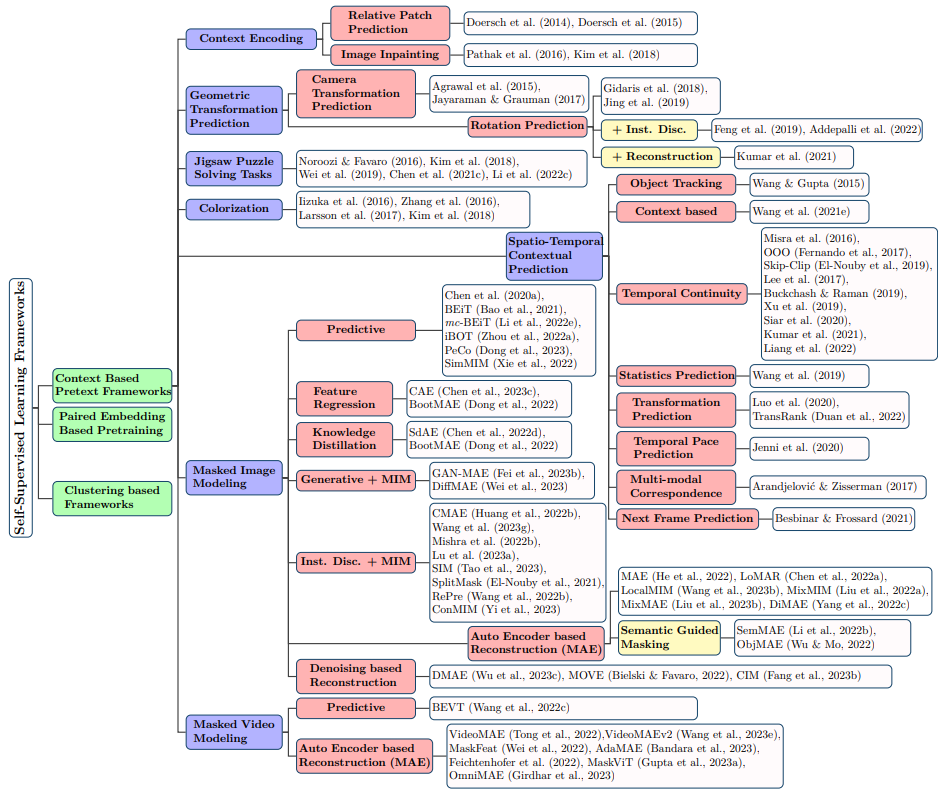 Self-Supervised Learning Frameworks
Context Based
Pretext Frameworks
Paired Embedding
Based Pretraining
Clustering based
Frameworks
Context Encoding
Relative Patch
Prediction
Doersch et al. (2014), Doersch et al. (2015)
Image Inpainting
Pathak et al. (2016), Kim et al. (2018)
Geometric
Transformation
Prediction
Camera
Transformation
Prediction
Agrawal et al. (2015),
Jayaraman & Grauman (2017)
Rotation Prediction
Gidaris et al. (2018),
Jing et al. (2019)
+ Inst. Disc.
Feng et al. (2019), Addepalli et al. (2022)
+ Reconstruction
Kumar et al. (2021)
Jigsaw Puzzle
Solving Tasks
Noroozi & Favaro (2016), Kim et al. (2018),
Wei et al. (2019), Chen et al. (2021c), Li et al. (2022c)
Colorization
Iizuka et al. (2016), Zhang et al. (2016),
Larsson et al. (2017), Kim et al. (2018)
Spatio-Temporal
Contextual
Prediction
Object Tracking
Wang & Gupta (2015)
Context based
Wang et al. (2021e)
Temporal Continuity
Misra et al. (2016),
OOO (Fernando et al., 2017),
Skip-Clip (El-Nouby et al., 2019),
Lee et al. (2017),
Buckchash & Raman (2019),
Xu et al. (2019),
Siar et al. (2020),
Kumar et al. (2021),
Liang et al. (2022)
Statistics Prediction
Wang et al. (2019)
Transformation
Prediction
Luo et al. (2020),
TransRank (Duan et al., 2022)
Temporal Pace
Prediction
Jenni et al. (2020)
Multi-modal
Correspondence
Arandjelović & Zisserman (2017)
Next Frame Prediction
Besbinar & Frossard (2021)
Masked Image
Modeling
Predictive
Chen et al. (2020a),
BEiT (Bao et al., 2021),
mc-BEiT (Li et al., 2022e),
iBOT (Zhou et al., 2022a),
PeCo (Dong et al., 2023),
SimMIM (Xie et al., 2022)
Feature
Regression
CAE (Chen et al., 2023c),
BootMAE (Dong et al., 2022)
Knowledge
Distillation
SdAE (Chen et al., 2022d),
BootMAE (Dong et al., 2022)
Generative + MIM
GAN-MAE (Fei et al., 2023b),
DiffMAE (Wei et al., 2023)
Inst. Disc. + MIM
CMAE (Huang et al., 2022b),
Wang et al. (2023g),
Mishra et al. (2022b),
Lu et al. (2023a),
SIM (Tao et al., 2023),
SplitMask (El-Nouby et al., 2021),
RePre (Wang et al., 2022b),
ConMIM (Yi et al., 2023)
Auto Encoder based
Reconstruction (MAE)
MAE (He et al., 2022), LoMAR (Chen et al., 2022a),
LocalMIM (Wang et al., 2023b), MixMIM (Liu et al., 2022a),
MixMAE (Liu et al., 2023b), DiMAE (Yang et al., 2022c)
Semantic Guided
Masking
SemMAE (Li et al., 2022b),
ObjMAE (Wu & Mo, 2022)
Denoising based
Reconstruction
DMAE (Wu et al., 2023c), MOVE (Bielski & Favaro, 2022), CIM (Fang et al., 2023b)
Masked Video
Modeling
Predictive
BEVT (Wang et al., 2022c)
Auto Encoder based
Reconstruction (MAE)
VideoMAE (Tong et al., 2022),VideoMAEv2 (Wang et al., 2023e),
MaskFeat (Wei et al., 2022), AdaMAE (Bandara et al., 2023),
Feichtenhofer et al. (2022), MaskViT (Gupta et al., 2023a),
OmniMAE (Girdhar et al., 2023)